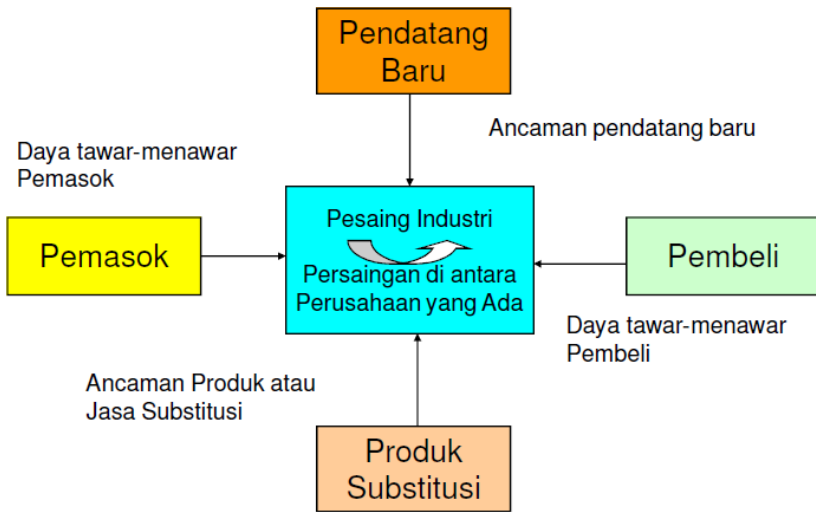 Pendatang
Baru
Ancaman pendatang baru
Daya tawar-menawar
Pemasok
Pemasok
Pesaing Industri
Persaingan di antara
Perusahaan yang Ada
Pembeli
Daya tawar-menawar
Pembeli
Ancaman Produk atau
Jasa Substitusi
Produk
Substitusi